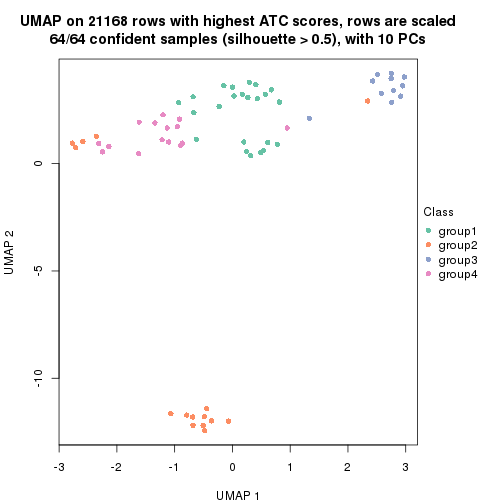 UMAP on 21168 rows with highest ATC scores, rows are scaled
64/64 confident samples (silhouette > 0.5), with 10 PCs
0
-5
-10
UMAP 2
-3
-2
-1
0
1
2
3
UMAP 1
Class
group1
group2
group3
group4